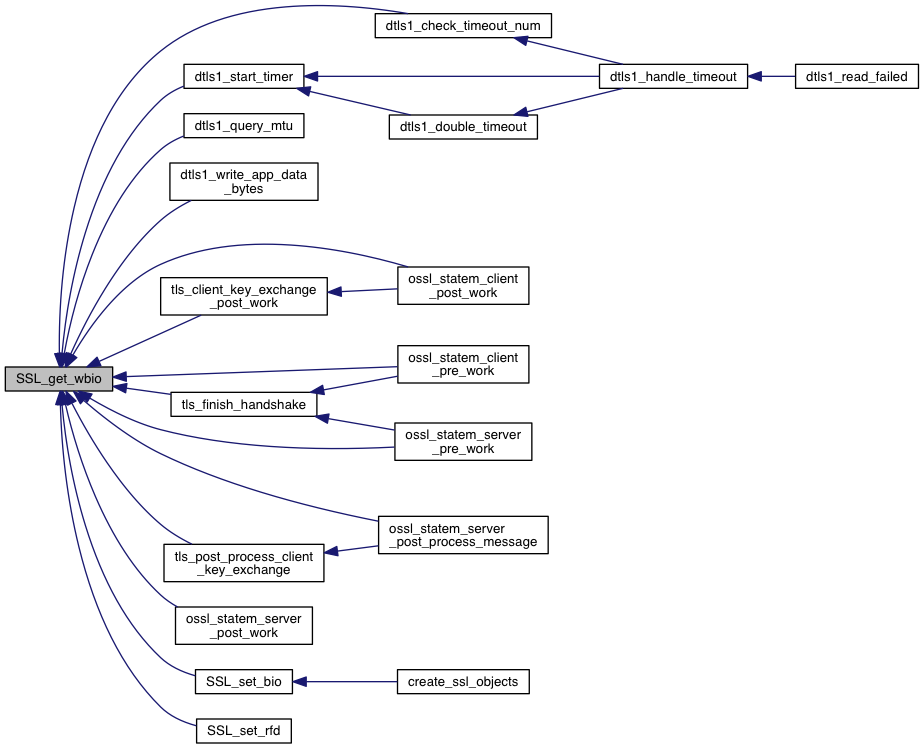 dtls1_check_timeout_num
dtls1_start_timer
dtls1_handle_timeout
dtls1_read_failed
dtls1_query_mtu
dtls1_double_timeout
dtls1_write_app_data
_bytes
ossl_statem_client
_post_work
tls_client_key_exchange
_post_work
SSL_get_wbio
ossl_statem_client
_pre_work
tls_finish_handshake
ossl_statem_server
_pre_work
ossl_statem_server
_post_process_message
tls_post_process_client
_key_exchange
ossl_statem_server
_post_work
SSL_set_bio
create_ssl_objects
SSL_set_rfd